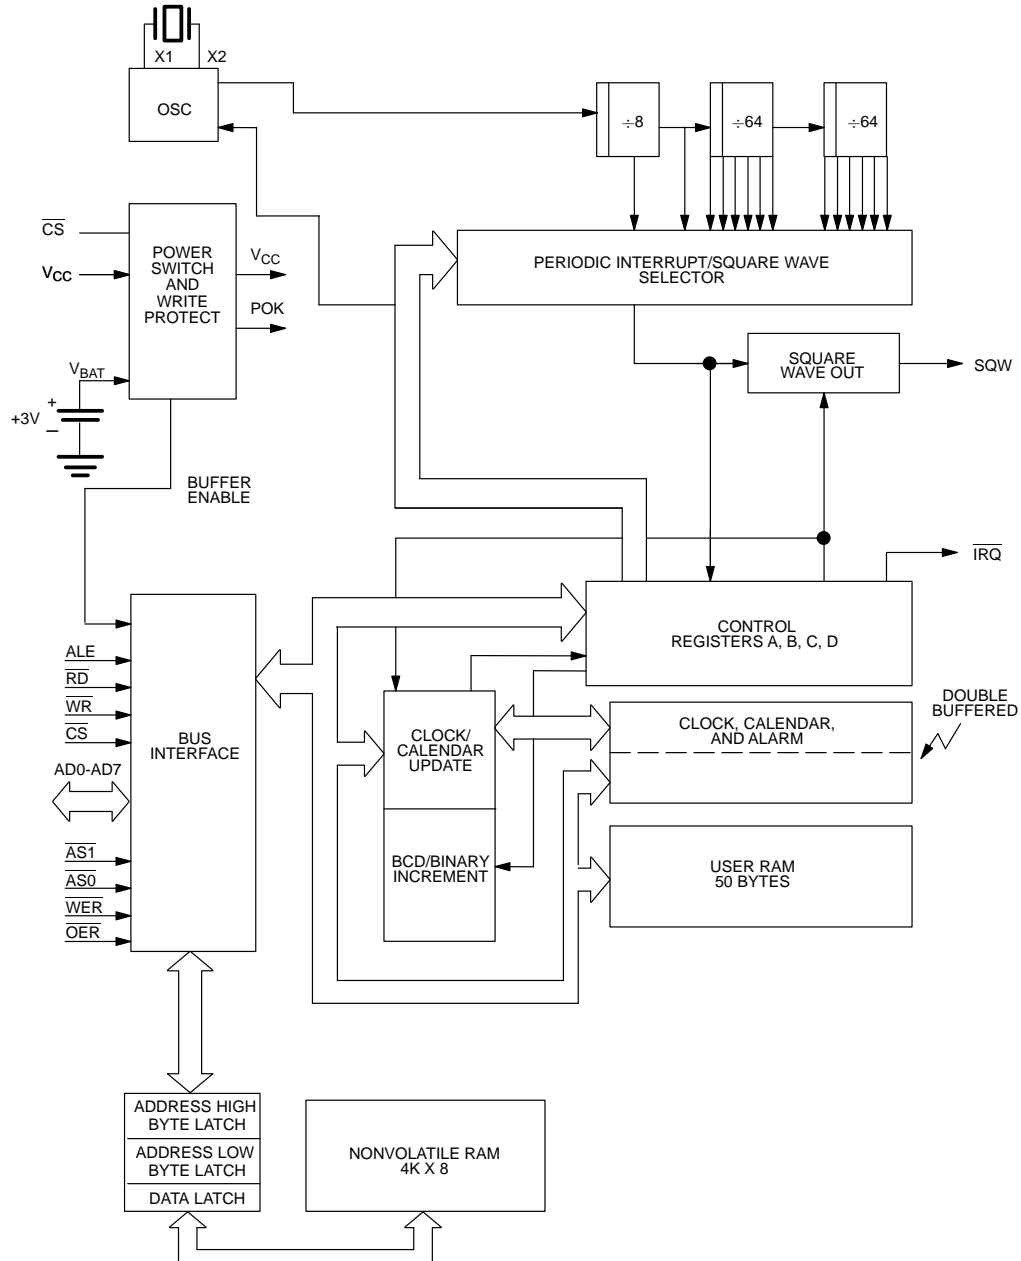 X1 X2
OSC
÷8
÷64
÷64
CS
VCC
POWER
SWITCH
AND
WRITE
PROTECT
VCC
POK
VBAT
+
+3V
–
PERIODIC INTERRUPT/SQUARE WAVE
SELECTOR
SQUARE
WAVE OUT
SQW
BUFFER
ENABLE
IRQ
CONTROL
REGISTERS A, B, C, D
ALE
RD
WR
CS
AD0-AD7
AS1
AS0
WER
OER
BUS
INTERFACE
CLOCK/
CALENDAR
UPDATE
BCD/BINARY
INCREMENT
CLOCK, CALENDAR,
AND ALARM
DOUBLE
BUFFERED
USER RAM
50 BYTES
ADDRESS HIGH
BYTE LATCH
ADDRESS LOW
BYTE LATCH
DATA LATCH
NONVOLATILE RAM
4K X 8